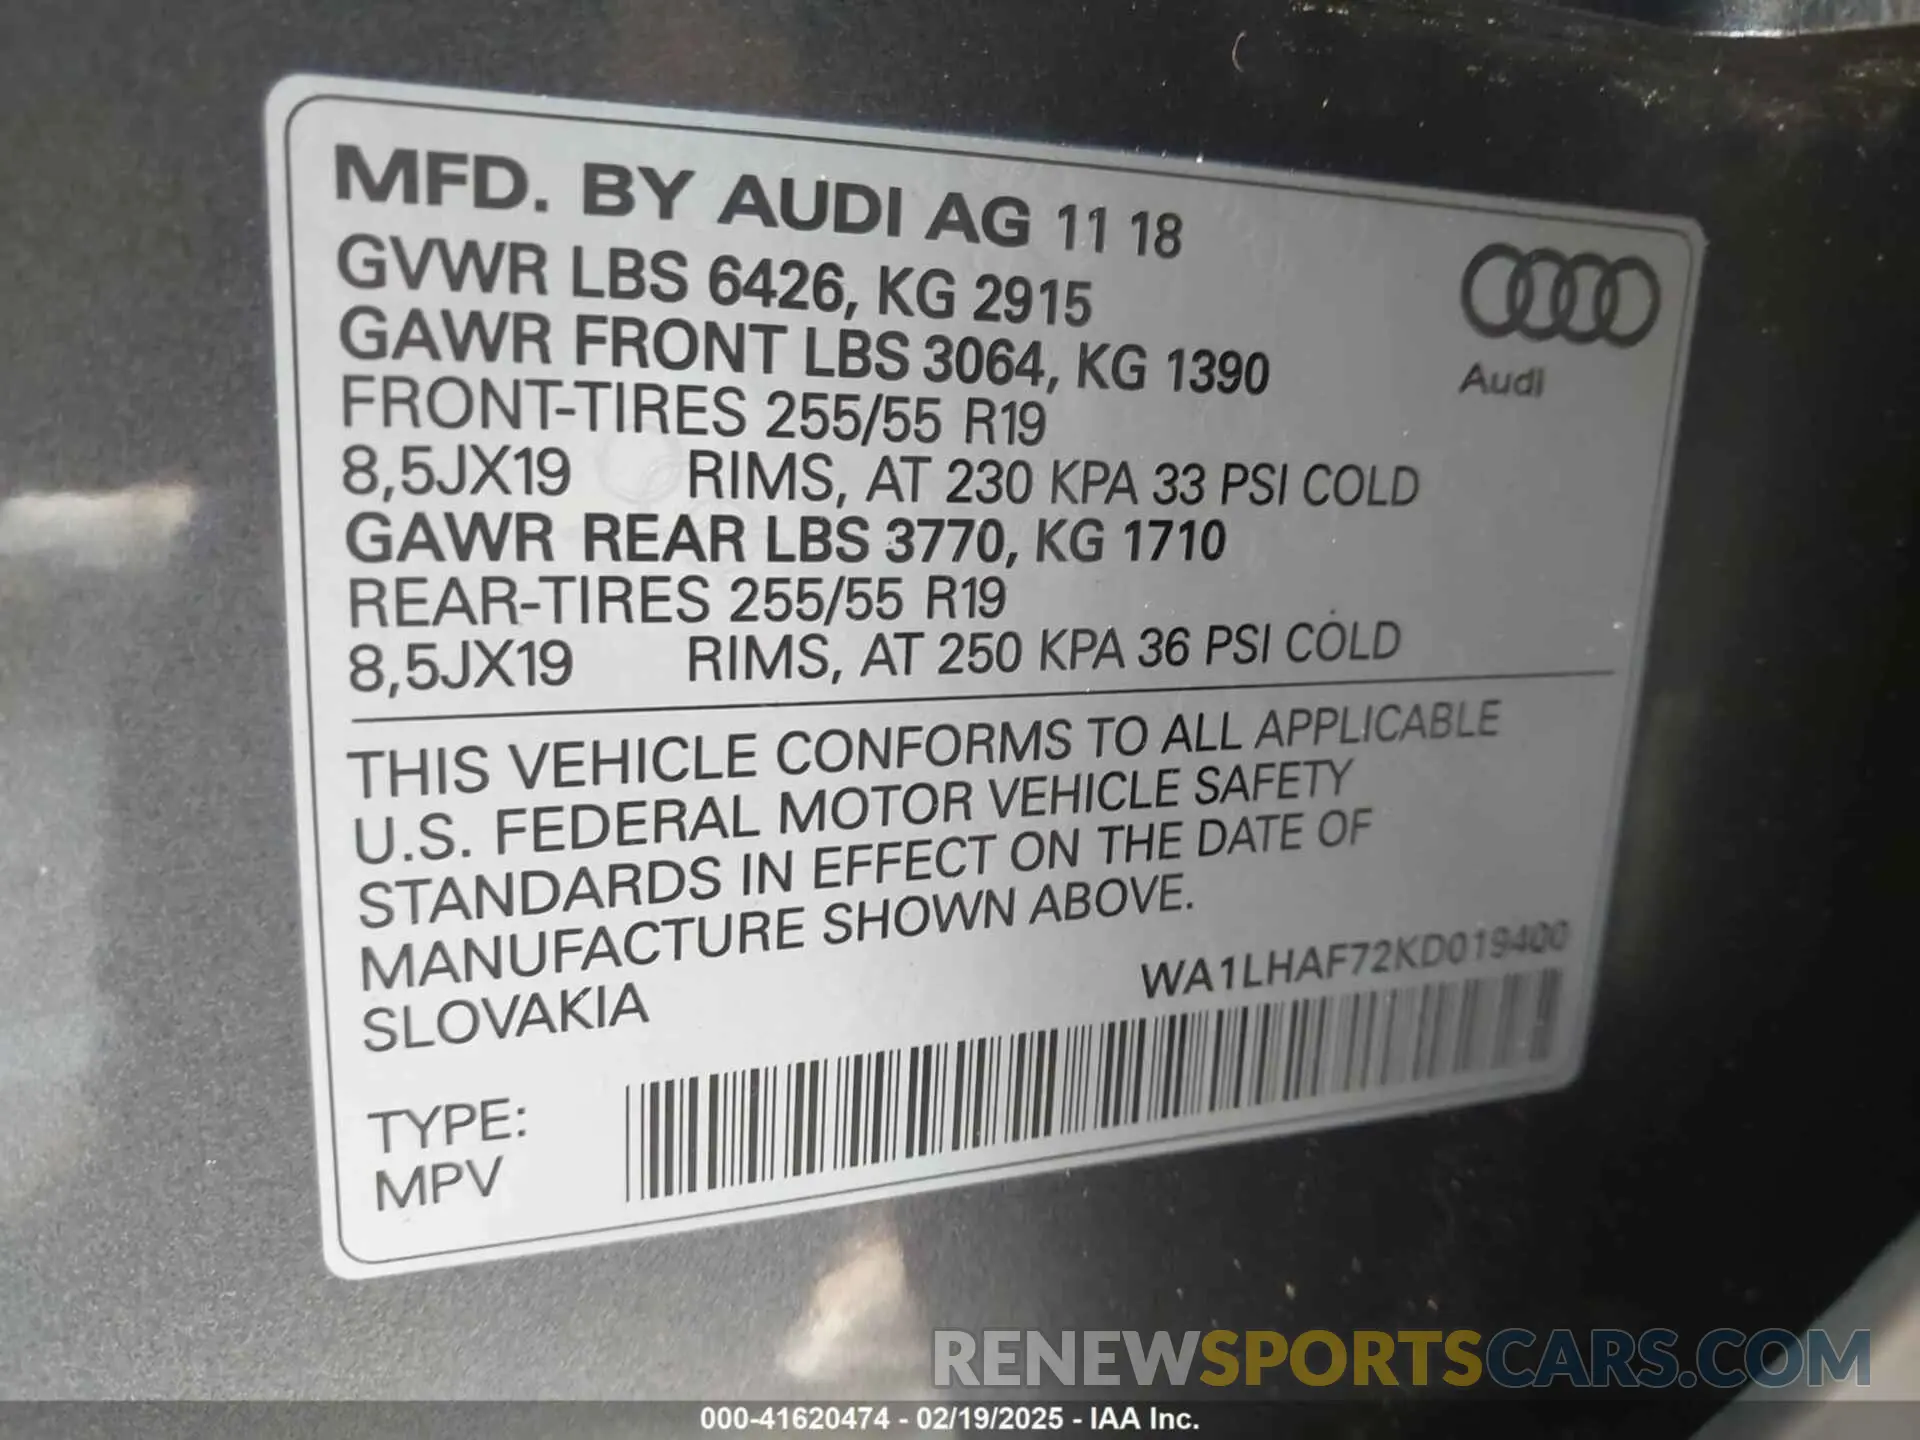 MFD. BY AUDI AG 11 18
GVWR LBS 6426, KG 2915
GAWR FRONT LBS 3064, KG 1390
FRONT-TIRES 255/55 R19
8,5JX19 RIMS, AT 230 KPA 33 PSI COLD
GAWR REAR LBS 3770, KG 1710
REAR-TIRES 255/55 R19
8,5JX19 RIMS, AT 250 KPA 36 PSI COLD
Audi
THIS VEHICLE CONFORMS TO ALL APPLICABLE
U.S. FEDERAL MOTOR VEHICLE SAFETY
STANDARDS IN EFFECT ON THE DATE OF
MANUFACTURE SHOWN ABOVE.
SLOVAKIA
WA1LHAF72KD019400
TYPE:
MPV
RENEWSPORTSCARS.COM
000-41620474 - 02/19/2025 - IAA Inc.